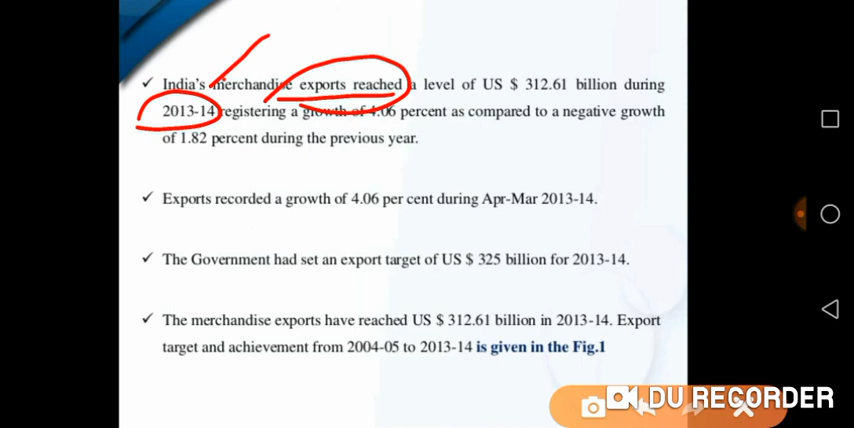 ✓ India's merchandise exports reached a level of US $ 312.61 billion during
2013-14 registering a growth of 4.06 percent as compared to a negative growth
of 1.82 percent during the previous year.
✓ Exports recorded a growth of 4.06 per cent during Apr-Mar 2013-14.
✓ The Government had set an export target of US $ 325 billion for 2013-14.
✓ The merchandise exports have reached US $ 312.61 billion in 2013-14. Export
target and achievement from 2004-05 to 2013-14 is given in the Fig.1
DU RECORDER